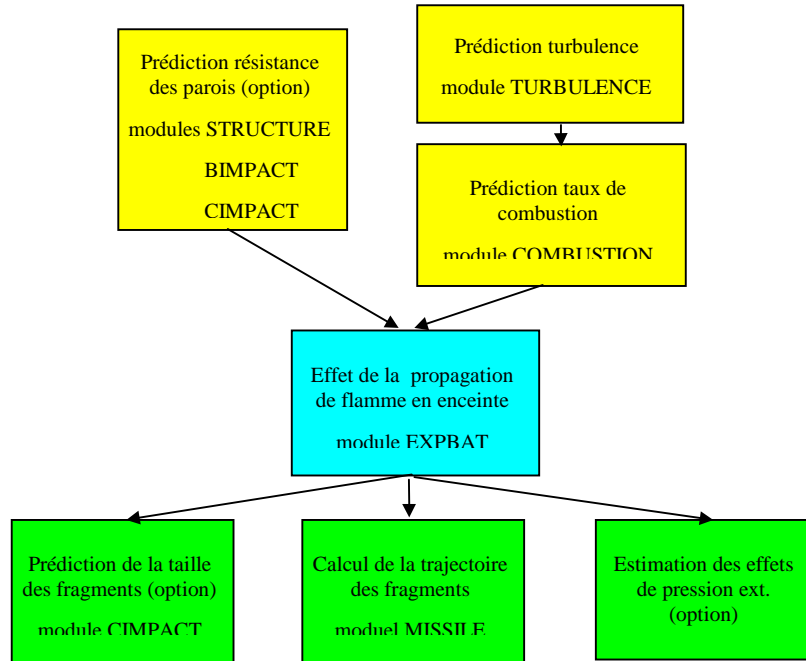 Prédiction résistance
des parois (option)
modules STRUCTURE
BIMPACT
CIMPACT
Prédiction turbulence
module TURBULENCE
Prédiction taux de
combustion
module COMBUSTION
Effet de la propagation
de flamme en enceinte
module EXPBAT
Prédiction de la taille
des fragments (option)
module CIMPACT
Calcul de la trajectoire
des fragments
moduel MISSILE
Estimation des effets
de pression ext.
(option)